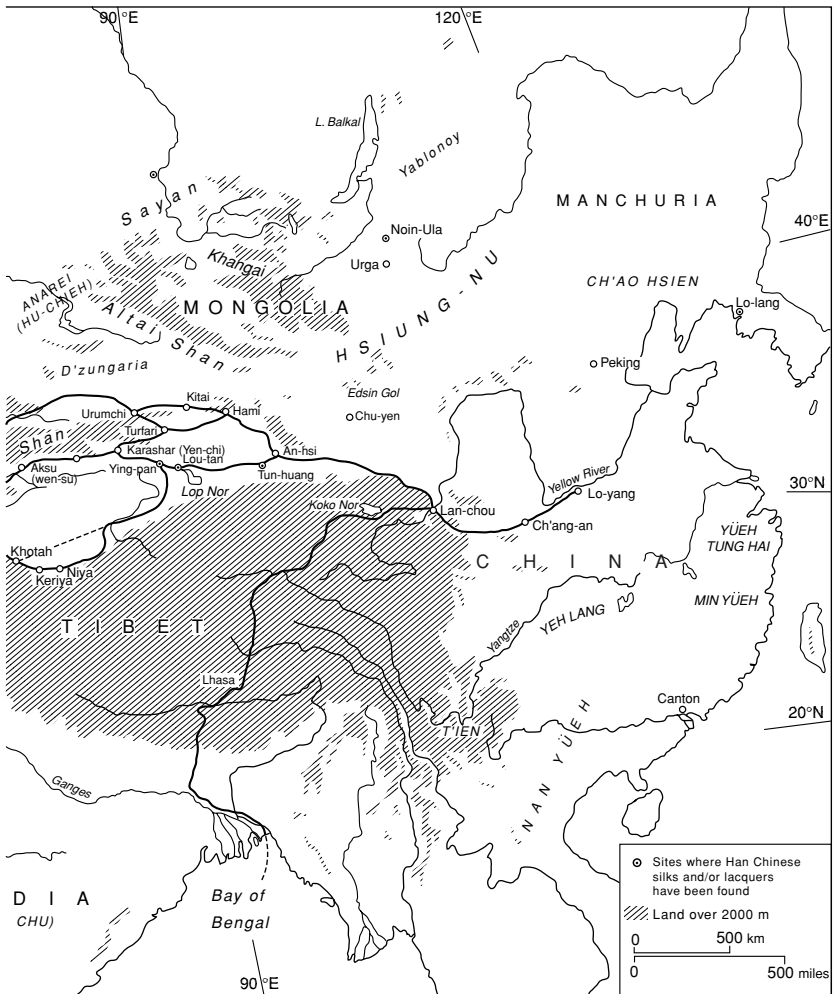 90 °E
120 °E
L. Balkal
Yablonoy
Sayan
MANCHURIA
40°E
Noin-Ula
Khangai
Urga
ANAREI
(HU-CHIEH)
MONGOLIA
HSIUNG-NU
CH'AO HSIEN
Lo-lang
Altai Shan
D'zungaria
Peking
Edsin Gol
Kitai
Urumchi
Hami
Chu-yen
Turfari
Shan
Karashar (Yen-chi)
An-hsi
Lou-tan
Aksu
(wen-su)
Ying-pan
Tun-huang
Yellow River
30°N
Lop Nor
Lo-yang
Koko Nor
Lan-chou
Ch'ang-an
YÜEH
TUNG HAI
Khotah
CHINA
Keriya
Niya
MIN YÜEH
YEH LANG
TIBET
Yangtze
Lhasa
Canton
20°N
T'IEN
NAN YÜEH
Ganges
DIA
CHU)
Bay of
Bengal
90 °E
Sites where Han Chinese
silks and/or lacquers
have been found
Land over 2000 m
0
500 km
0
500 miles